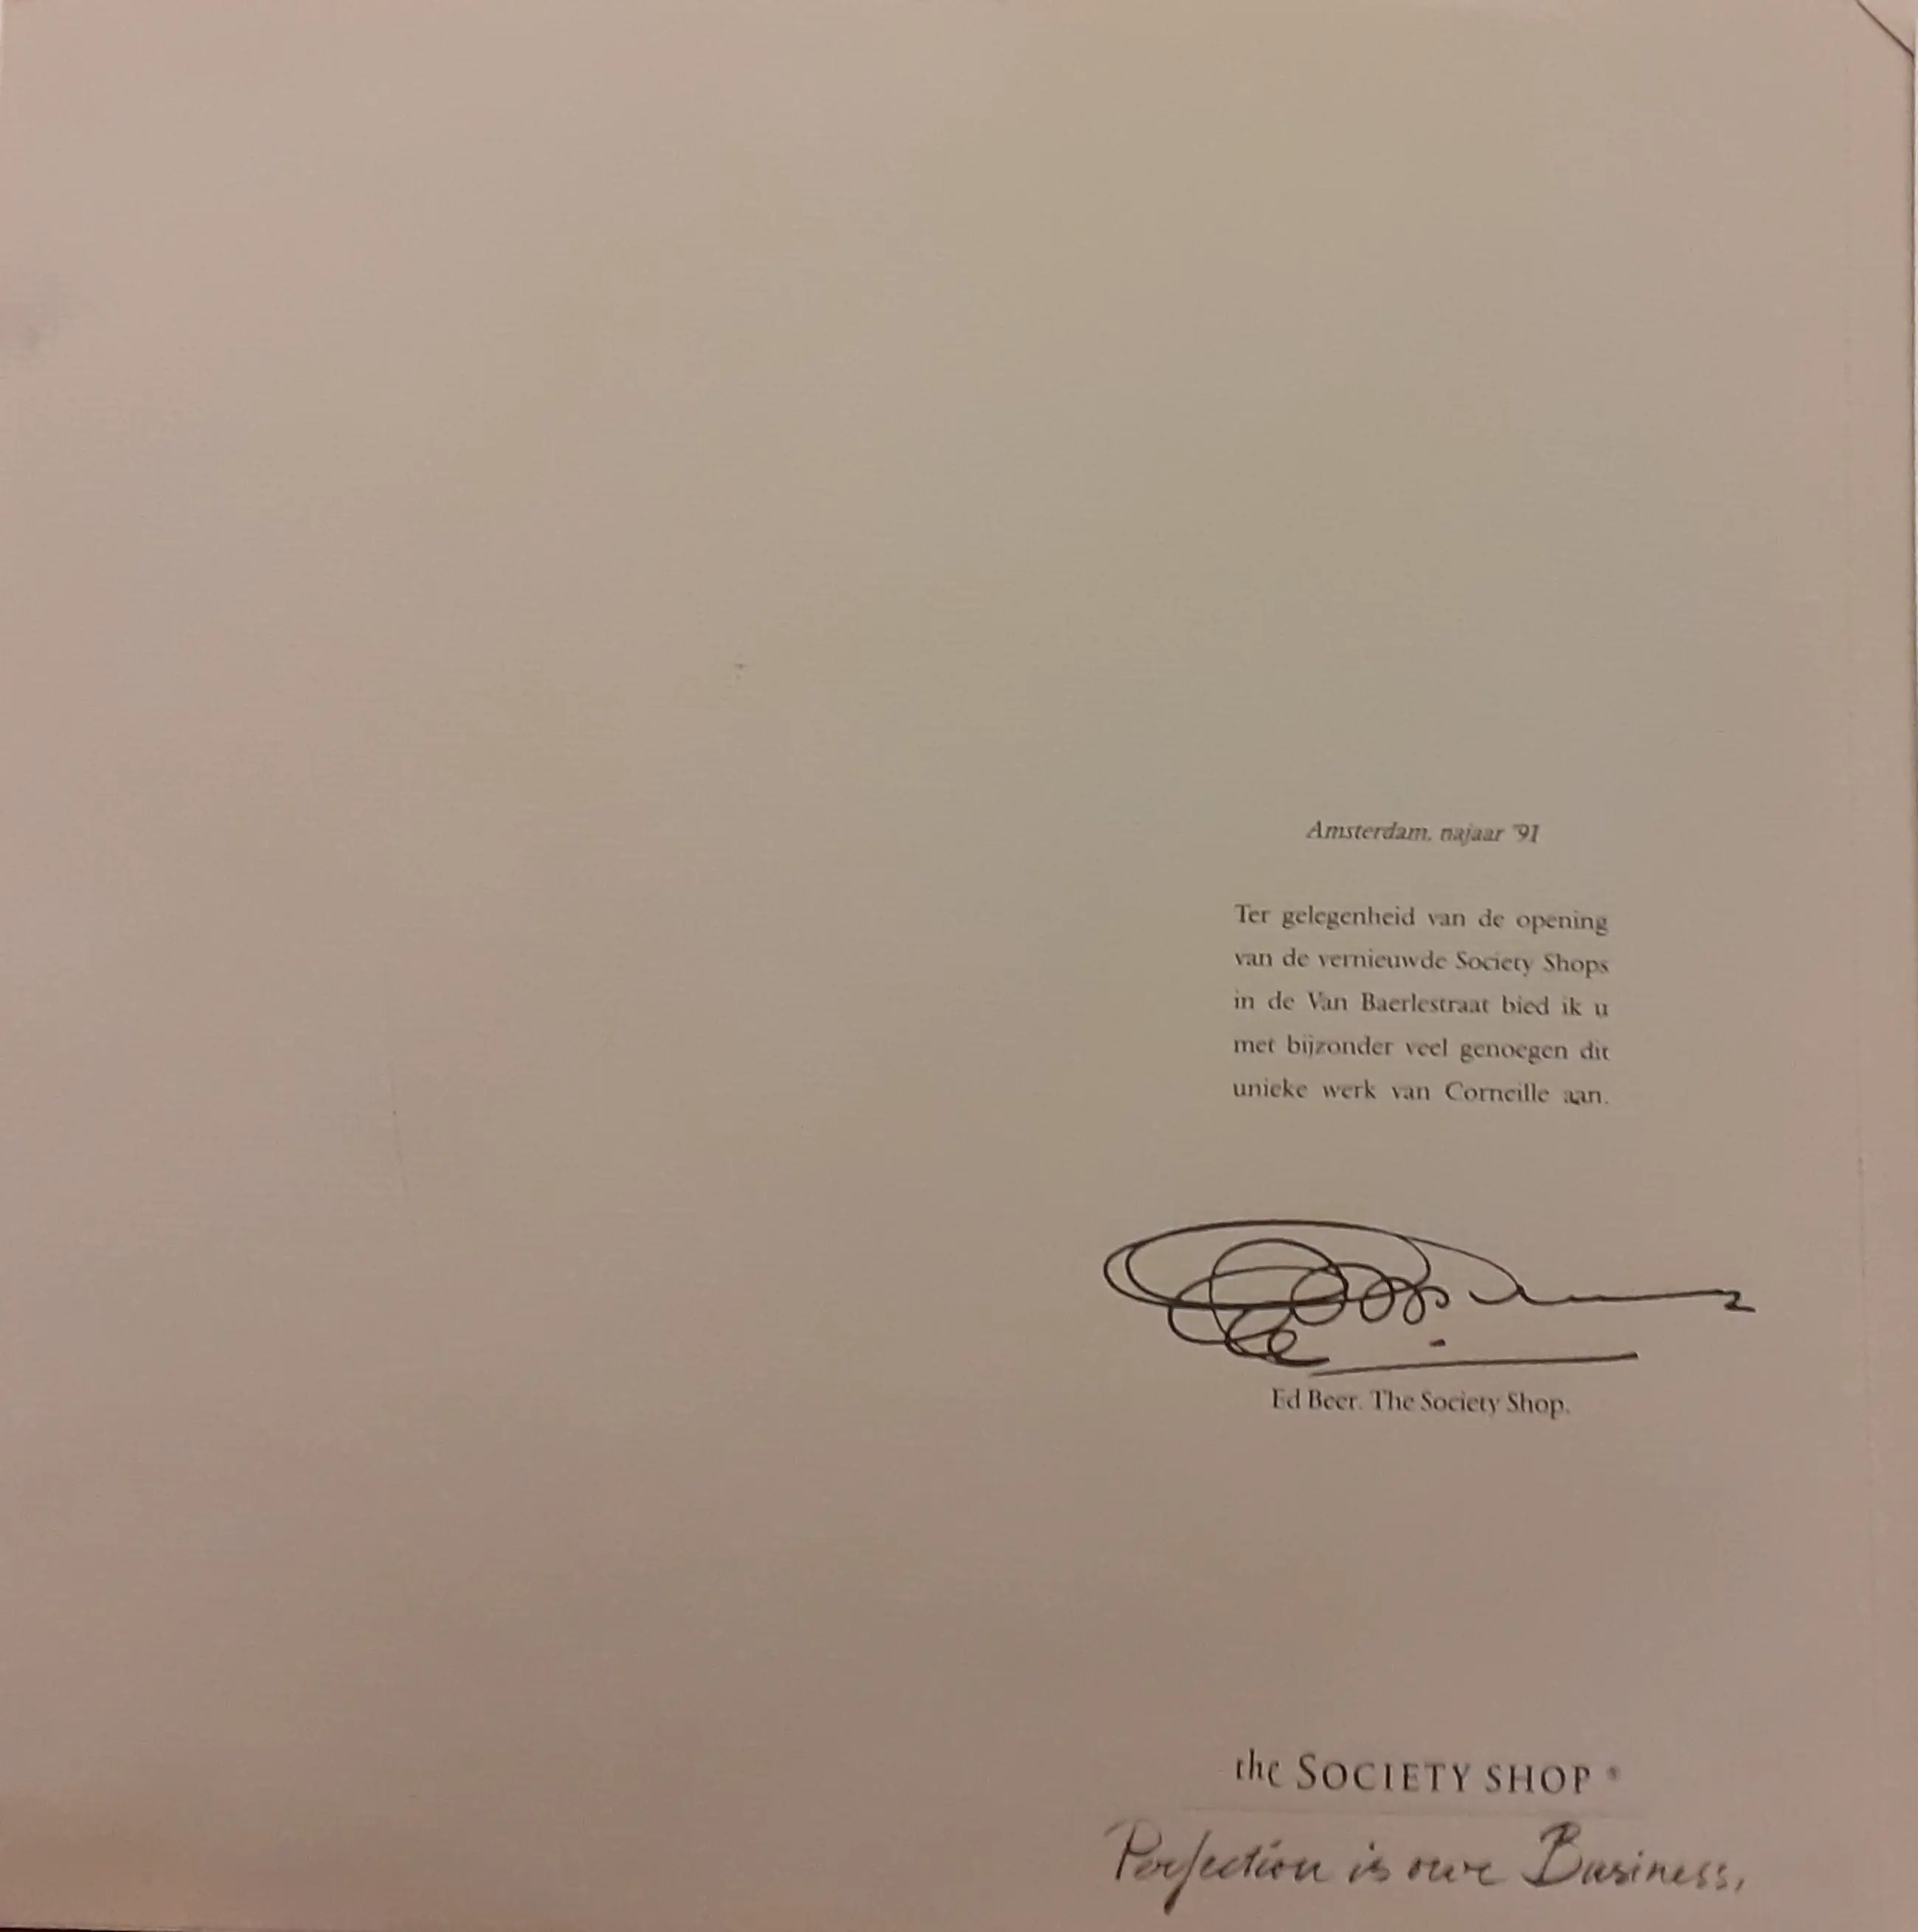 Amsterdam, najaar '91
Ter gelegenheid van de opening
van de vernieuwde Society Shops
in de Van Baerlestraat bied ik u
met bijzonder veel genoegen dit
unieke werk van Corneille aan.
Ed Beer. The Society Shop.
the SOCIETY SHOP ®
Perfection is our Business,